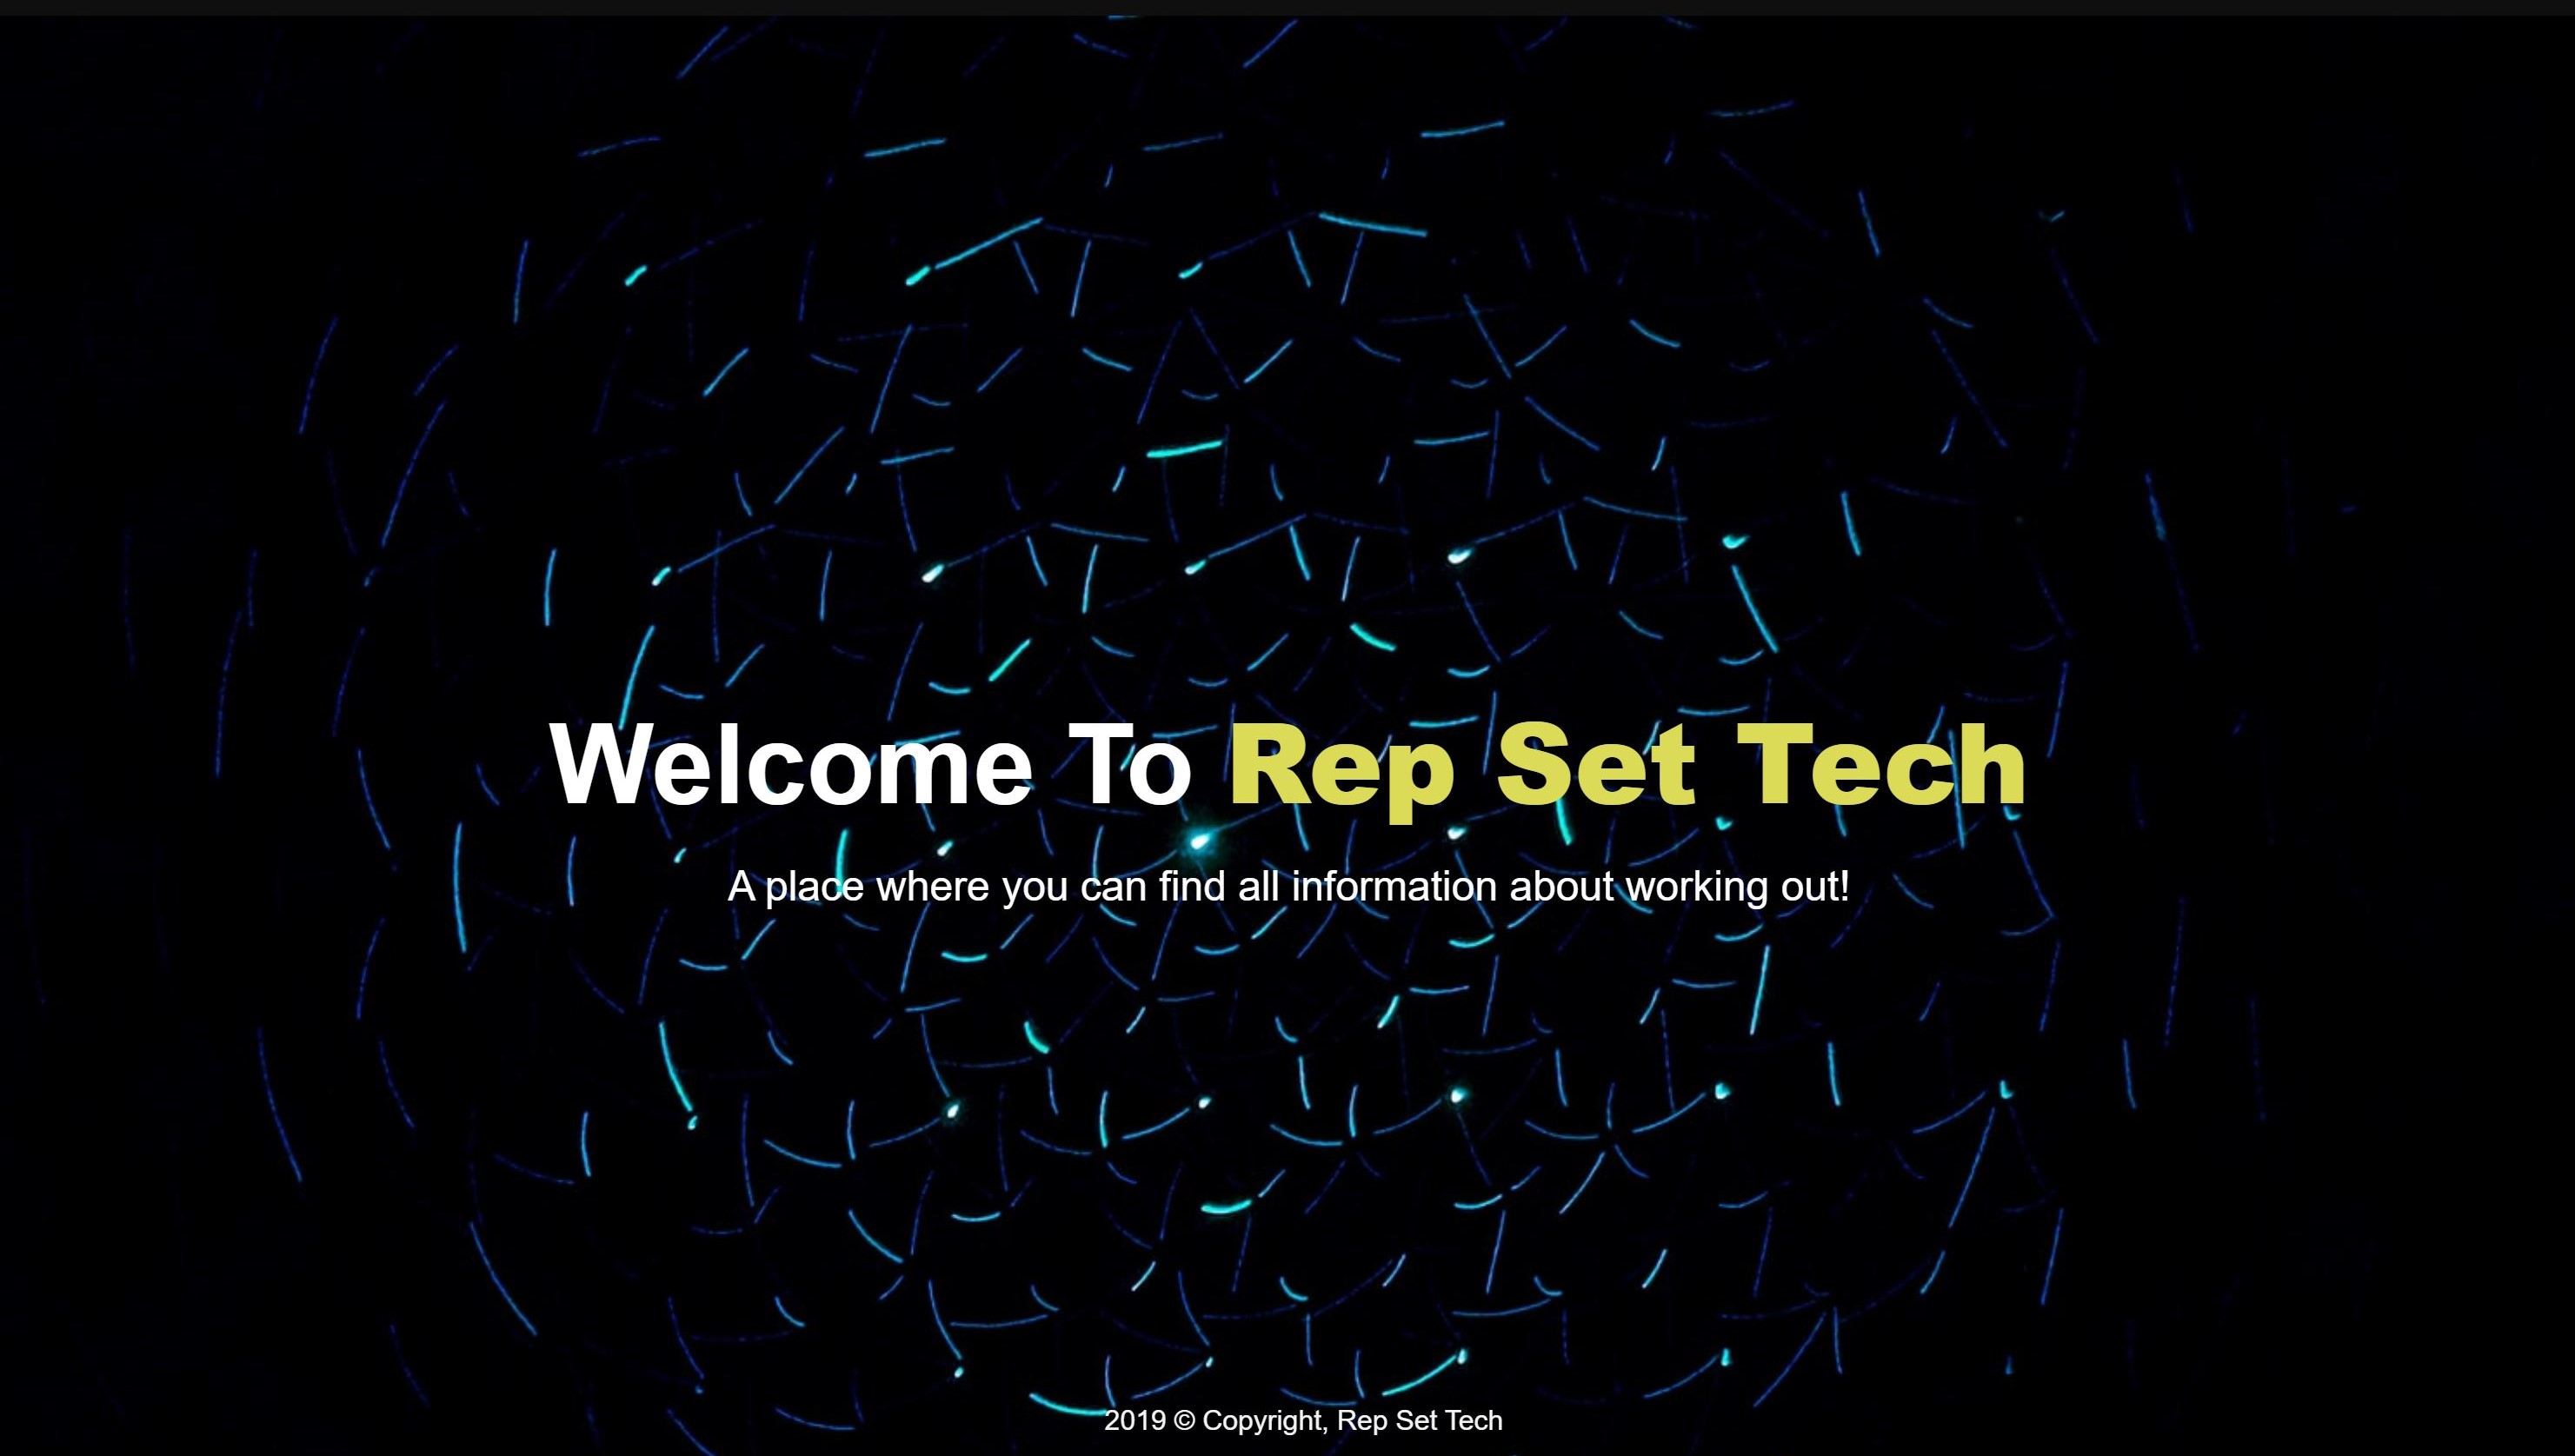 Welcome To Rep Set Tech
A place where you can find all information about working out!
2019 © Copyright, Rep Set Tech